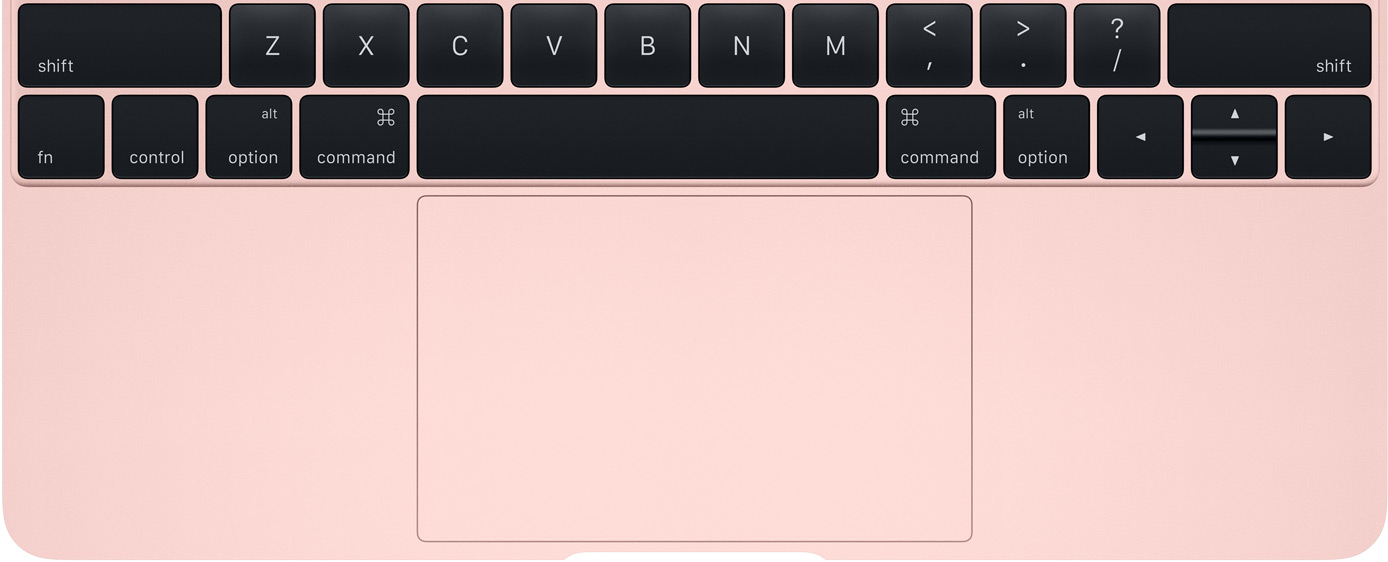 shift Z X C V B N M < , > . ? / shift
fn control alt option ⌘ command ⌘ command alt option ◄ ▲ ▼ ►